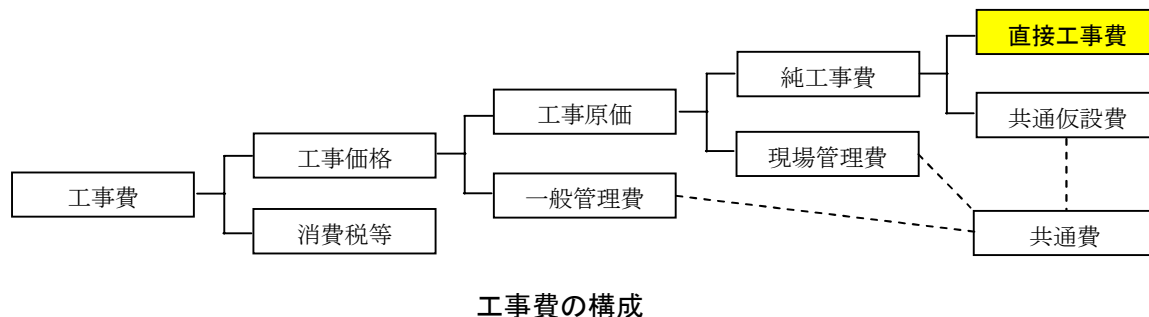 直接工事費
純工事費
工事原価
共通仮設費
工事価格
現場管理費
工事費
一般管理費
消費税等
共通費
工事費の構成